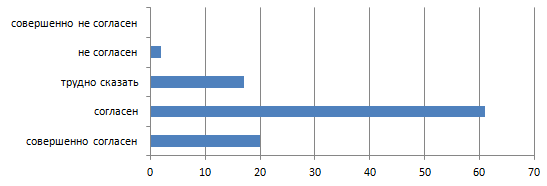 совершенно не согласен
не согласен
трудно сказать
согласен
совершенно согласен
0 10 20 30 40 50 60 70